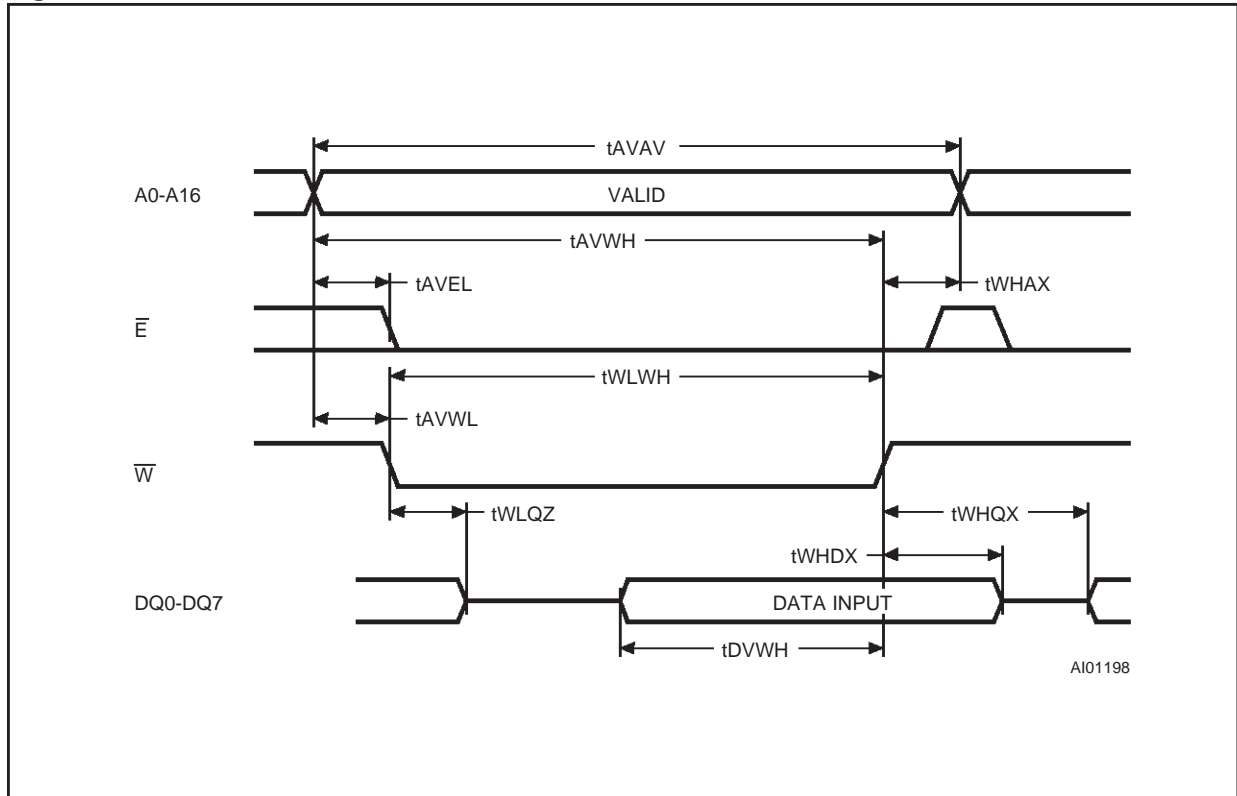 tAVAV
A0-A16
VALID
tAVWH
tAVEL
tWHAX
E̅
tWLWH
tAVWL
W̅
tWLQZ
tWHQX
tWHDX
DQ0-DQ7
DATA INPUT
tDVWH
AI01198